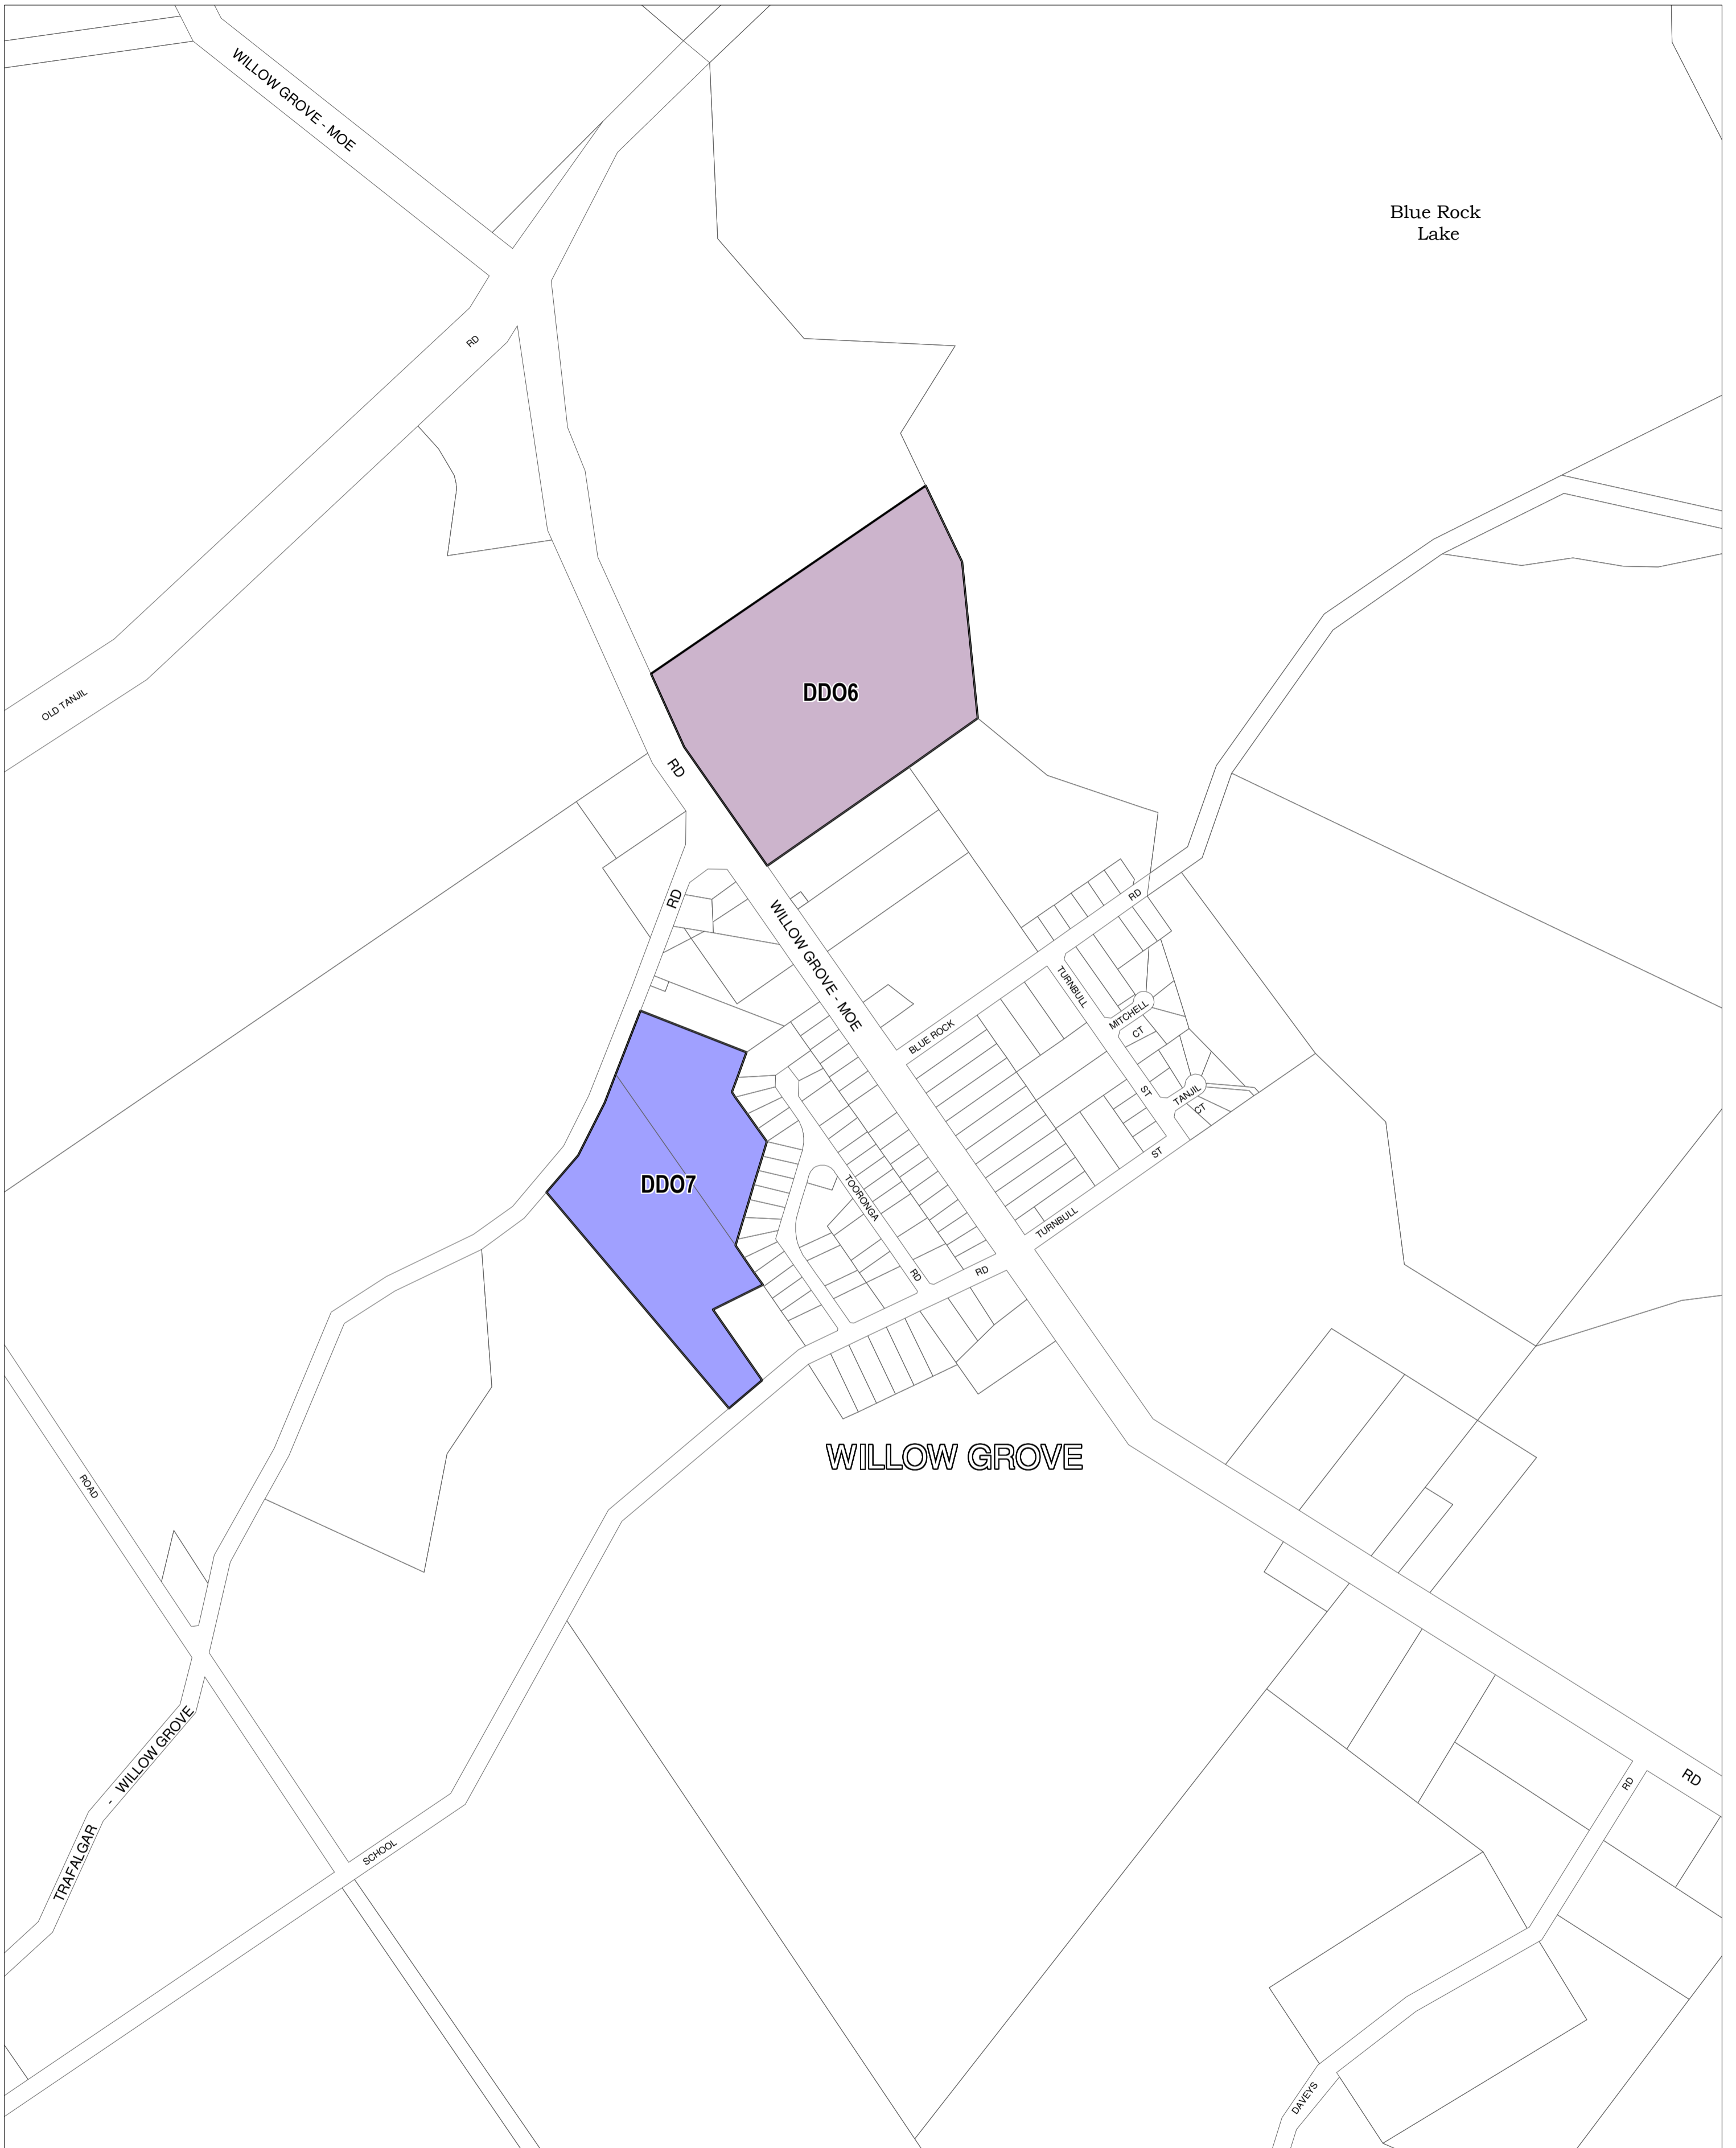 WILLOW GROVE - MOE
Blue Rock
Lake
RD
OLD TANJIL
DDO6
RD
RD
RD
WILLOW GROVE - MOE
TURNBULL
MITCHELL
CT
BLUE ROCK
ST
TANJIL
CT
ST
DDO7
TOORONGA
TURNBULL
RD
RD
WILLOW GROVE
ROAD
TRAFALGAR - WILLOW GROVE
RD
RD
SCHOOL
DAVEYS